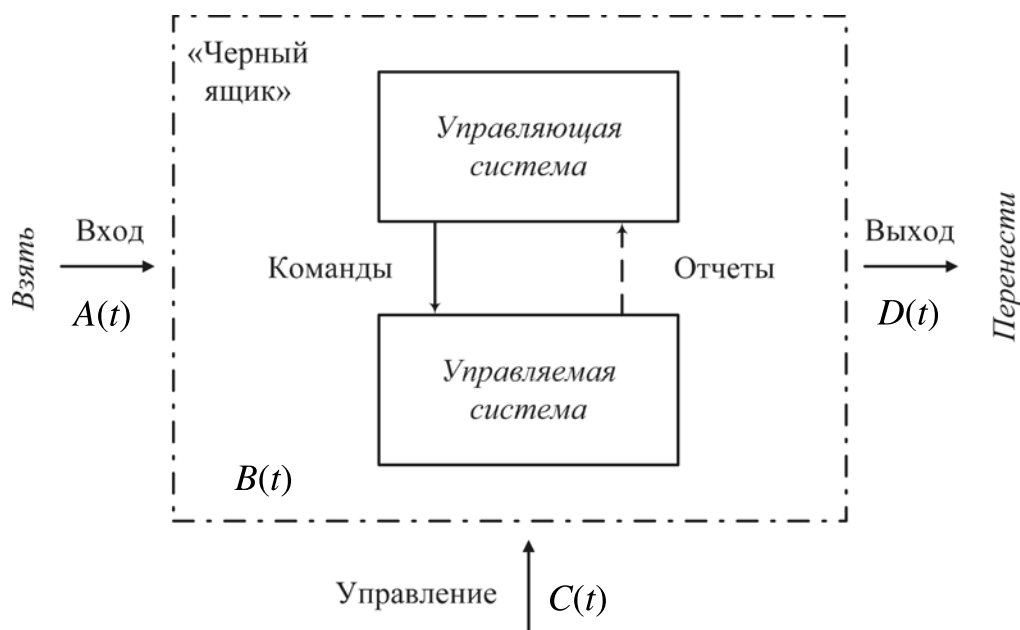 «Черный
ящик»
Управляющая
система
Взять
Вход
A(t)
Команды
Отчеты
Выход
D(t)
Перенести
Управляемая
система
B(t)
Управление
C(t)